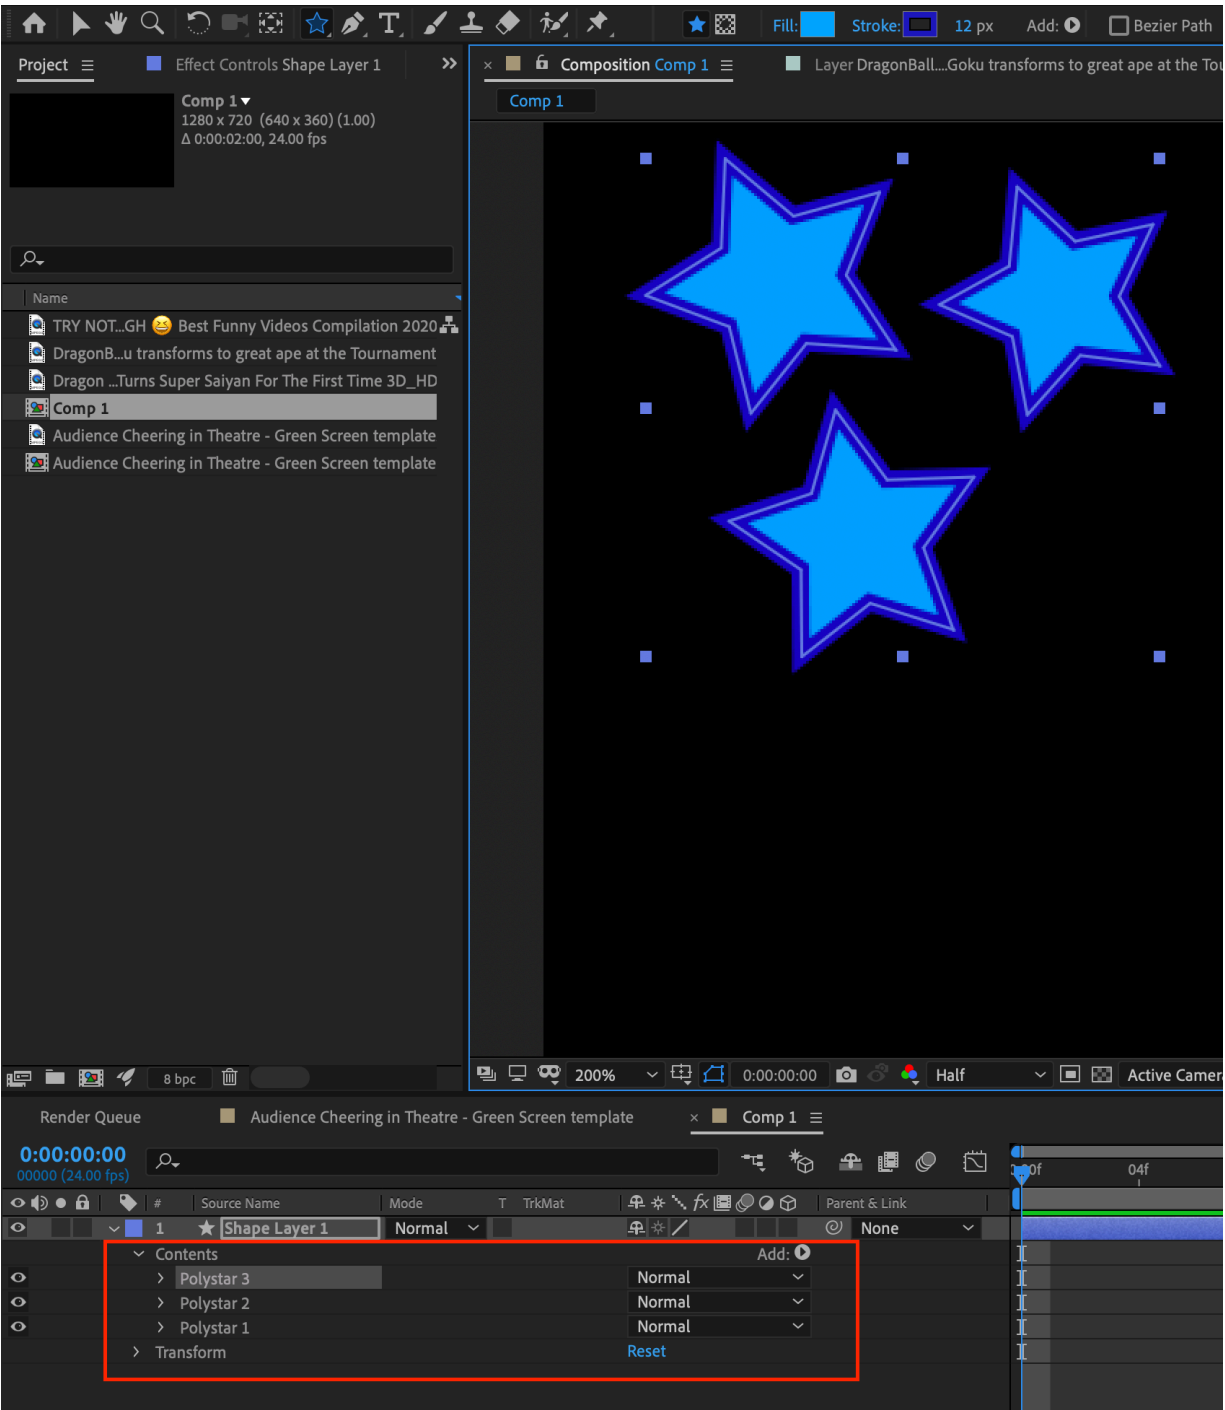 Fill:
Stroke:
12 px
Add:
Bezier Path
Project
Effect Controls Shape Layer 1
Composition Comp 1
Layer DragonBall....Goku transforms to great ape at the Tou
Comp 1
Comp 1
1280 x 720 (640 x 360) (1.00)
Δ 0:00:02:00, 24.00 fps
Name
TRY NOT...GH 😆 Best Funny Videos Compilation 2020
DragonB...u transforms to great ape at the Tournament
Dragon ...Turns Super Saiyan For The First Time 3D_HD
Comp 1
Audience Cheering in Theatre - Green Screen template
Audience Cheering in Theatre - Green Screen template
8 bpc
200%
0:00:00:00
Half
Active Camera
Render Queue
Audience Cheering in Theatre - Green Screen template
Comp 1
0:00:00:00
00000 (24.00 fps)
04f
#
Source Name
Mode
T TrkMat
fx
Parent & Link
1
Shape Layer 1
Normal
None
Contents
Add:
Polystar 3
Normal
Polystar 2
Normal
Polystar 1
Normal
Transform
Reset